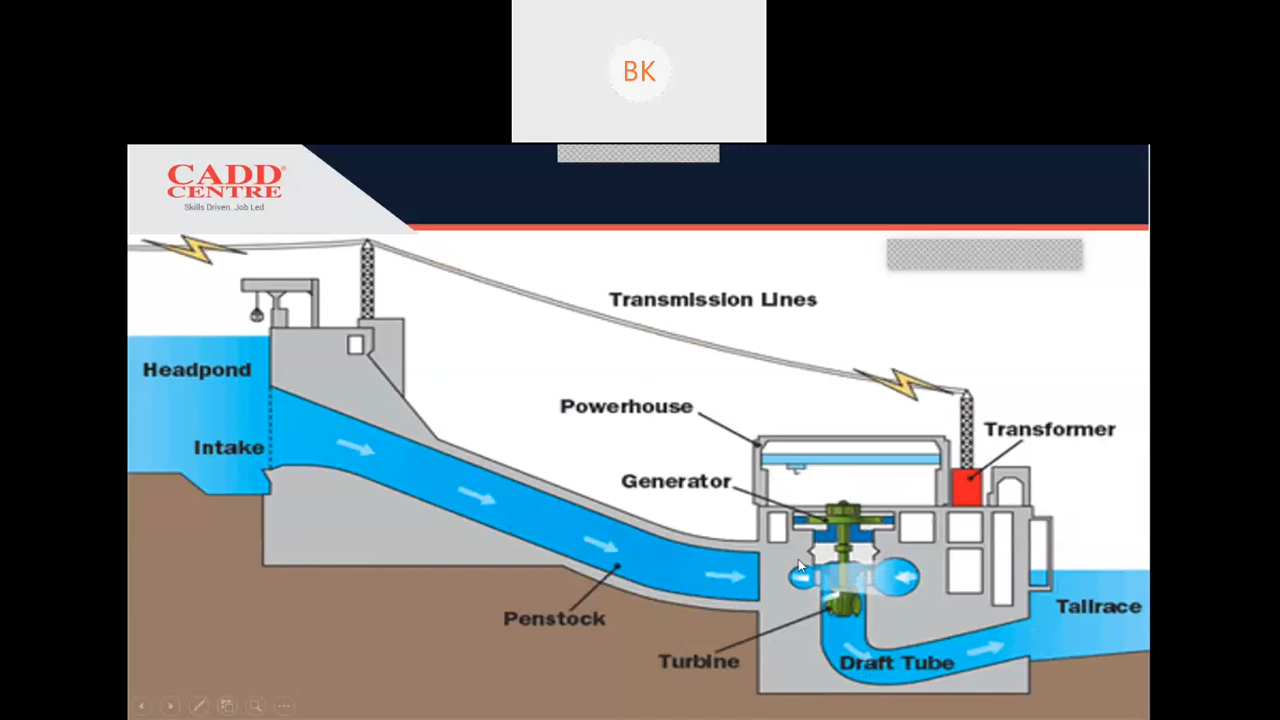 BK
CADD
CENTRE
Skills Driven. Job Led
Transmission Lines
Headpond
Powerhouse
Transformer
Intake
Generator
Tailrace
Penstock
Turbine
Draft Tube